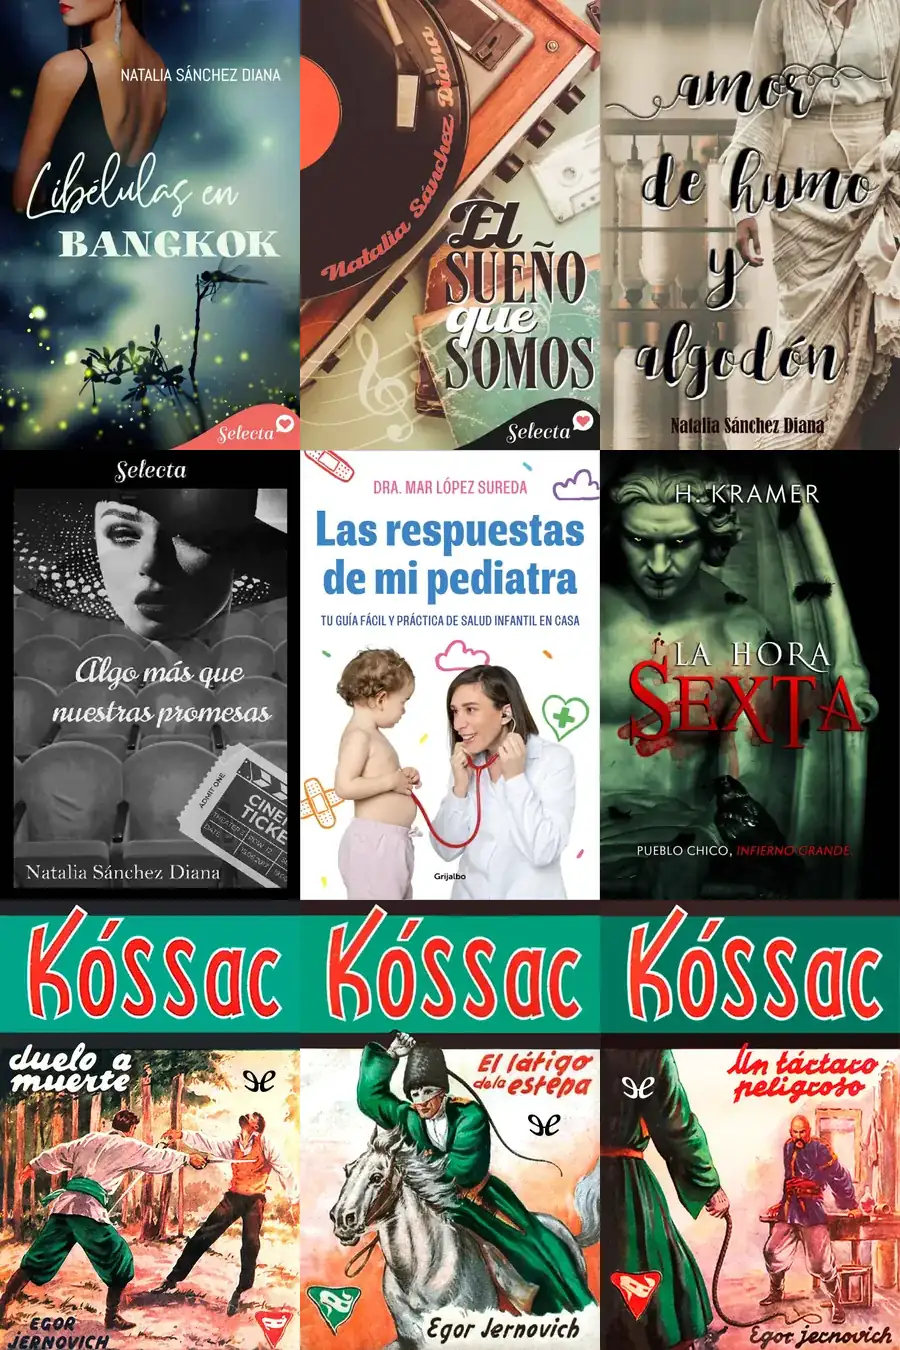 NATALIA SÁNCHEZ DIANA
Libélulas en
BANGKOK
Selecta
Natalia Sánchez Diana
El
SUEÑO
que
SOMOS
Selecta
amor
de humo
y
algodón
Natalia Sánchez Diana
Selecta
Algo más que
nuestras promesas
ADMIT ONE
Natalia Sánchez Diana
DRA. MAR LÓPEZ SUREDA
Las respuestas
de mi pediatra
TU GUÍA FÁCIL Y PRÁCTICA DE SALUD INFANTIL EN CASA
Grijalbo
H. KRAMER
LA HORA
SEXTA
PUEBLO CHICO, INFIERNO GRANDE.
Kóssac
duelo a
muerte
EGOR
JERNOVICH
Kóssac
El látigo
de la estepa
Egor Jernovich
Kóssac
Un tártaro
peligroso
Egor jernovich